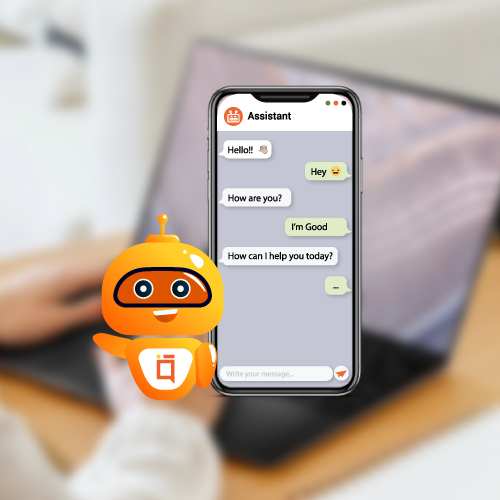 Assistant
Hello!! 👋🏻
Hey 😄
How are you?
I'm Good
How can I help you today?
...
Write your message...